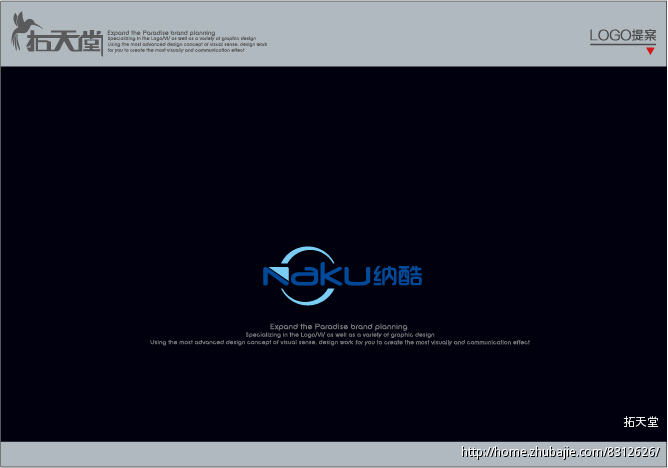 拓天堂
Expand the Paradise brand planning
Specializing in the Logo/VI/ as well as a variety of graphic design
Using the most advanced design concept of visual sense, design work
for you to create the most visually and communication effect
LOGO提案
Naku纳酷
Expand the Paradise brand planning
Specializing in the Logo/VI/ as well as a variety of graphic design
Using the most advanced design concept of visual sense, design work for you to create the most visually and communication effect
拓天堂
http://home.zhubajie.com/8312626/